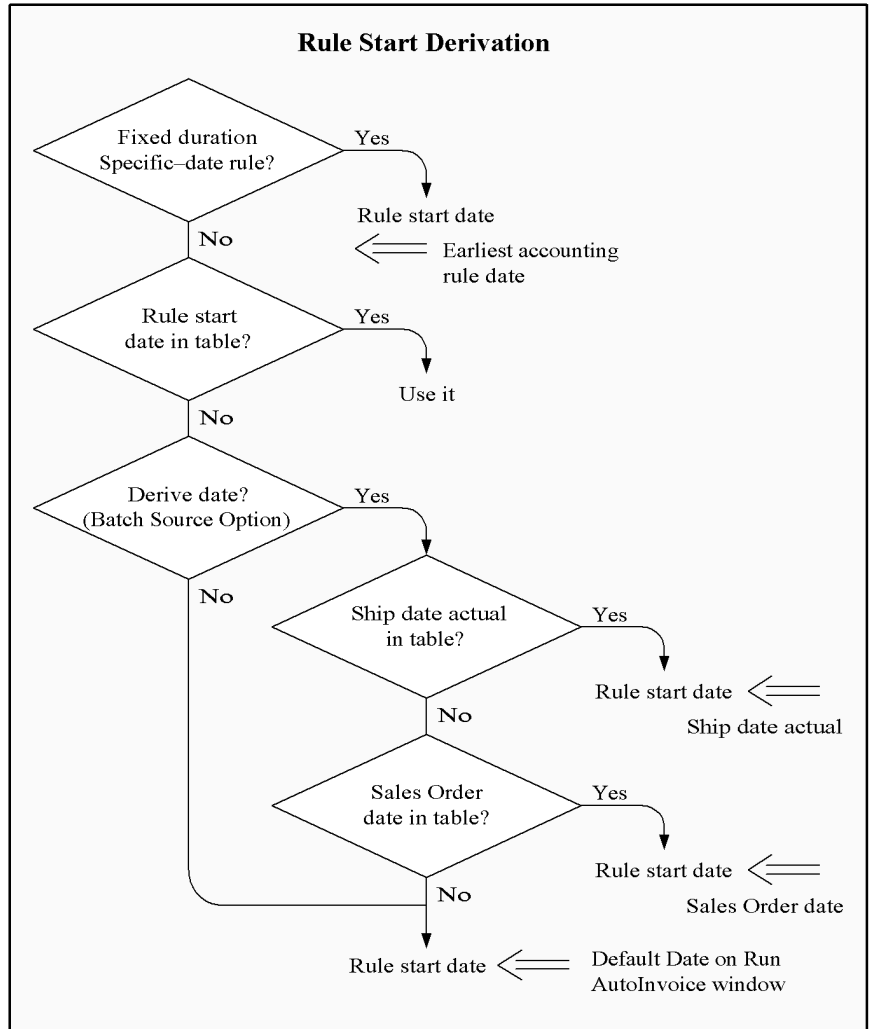 Rule Start Derivation
Fixed duration
Specific–date rule?
Yes
Rule start date
Earliest accounting
rule date
No
Rule start
date in table?
Yes
Use it
No
Derive date?
(Batch Source Option)
Yes
No
Ship date actual
in table?
Yes
Rule start date
Ship date actual
No
Sales Order
date in table?
Yes
Rule start date
Sales Order date
No
Rule start date
Default Date on Run
AutoInvoice window